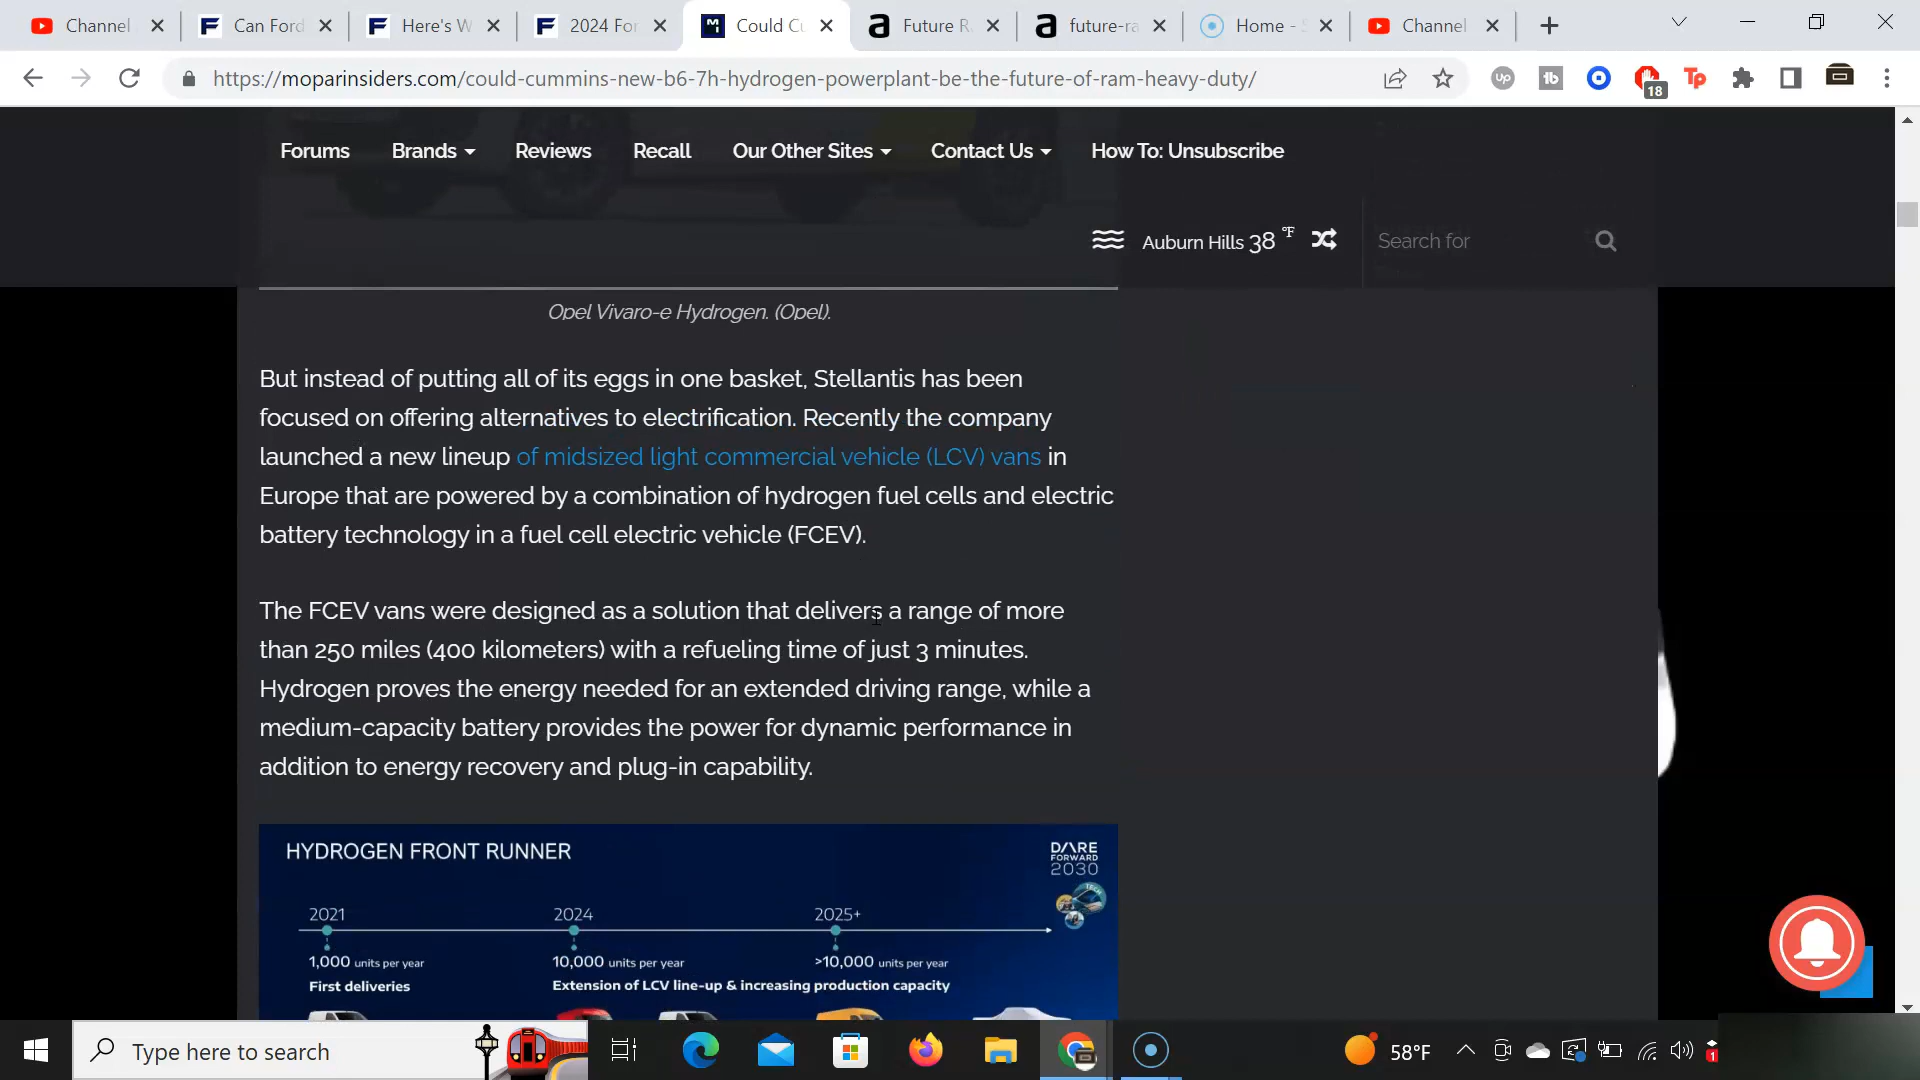 Channel
Can Ford
Here's W
2024 For
Could Cu
Future R
future-ra
Home - S
Channel
https://moparinsiders.com/could-cummins-new-b6-7h-hydrogen-powerplant-be-the-future-of-ram-heavy-duty/
Up
18
Tp
Forums Brands Reviews Recall Our Other Sites Contact Us How To: Unsubscribe
Auburn Hills 38 °F
Search for
Opel Vivaro-e Hydrogen. (Opel).
But instead of putting all of its eggs in one basket, Stellantis has been
focused on offering alternatives to electrification. Recently the company
launched a new lineup of midsized light commercial vehicle (LCV) vans in
Europe that are powered by a combination of hydrogen fuel cells and electric
battery technology in a fuel cell electric vehicle (FCEV).
The FCEV vans were designed as a solution that delivers a range of more
than 250 miles (400 kilometers) with a refueling time of just 3 minutes.
Hydrogen proves the energy needed for an extended driving range, while a
medium-capacity battery provides the power for dynamic performance in
addition to energy recovery and plug-in capability.
HYDROGEN FRONT RUNNER
DARE
FORWARD
2030
TECH
2021 2024 2025+
1,000 units per year 10,000 units per year >10,000 units per year
First deliveries Extension of LCV line-up & increasing production capacity
Type here to search
58°F
1